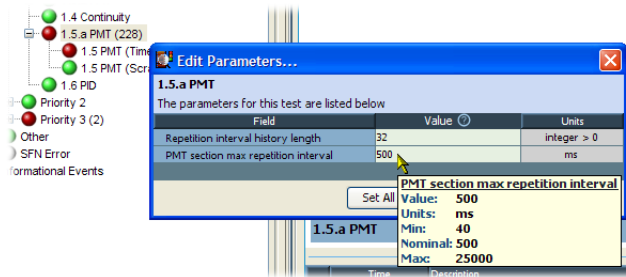 1.4 Continuity
1.5.a PMT (228)
1.5 PMT (Time
1.5 PMT (Scra
1.6 PID
Priority 2
Priority 3 (2)
Other
SFN Error
formational Events
Edit Parameters...
1.5.a PMT
The parameters for this test are listed below
Field Value Units
Repetition interval history length 32 integer > 0
PMT section max repetition interval 500 ms
Set All
PMT section max repetition interval
Value: 500
Units: ms
Min: 40
Nominal: 500
Max: 25000
1.5.a PMT
Time Description